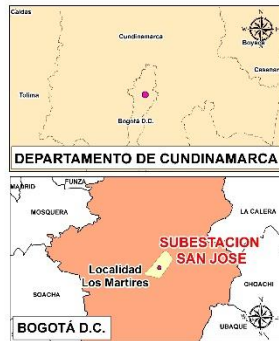 Caldas
Cundinamarca
Boyacá
Casanare
Tolima
Bogotá D.C.
DEPARTAMENTO DE CUNDINAMARCA
MADRID
FUNZA
MOSQUERA
LA CALERA
SUBESTACION
SAN JOSÉ
Localidad
Los Martires
SOACHA
CHOACHI
BOGOTÁ D.C.
UBAQUE